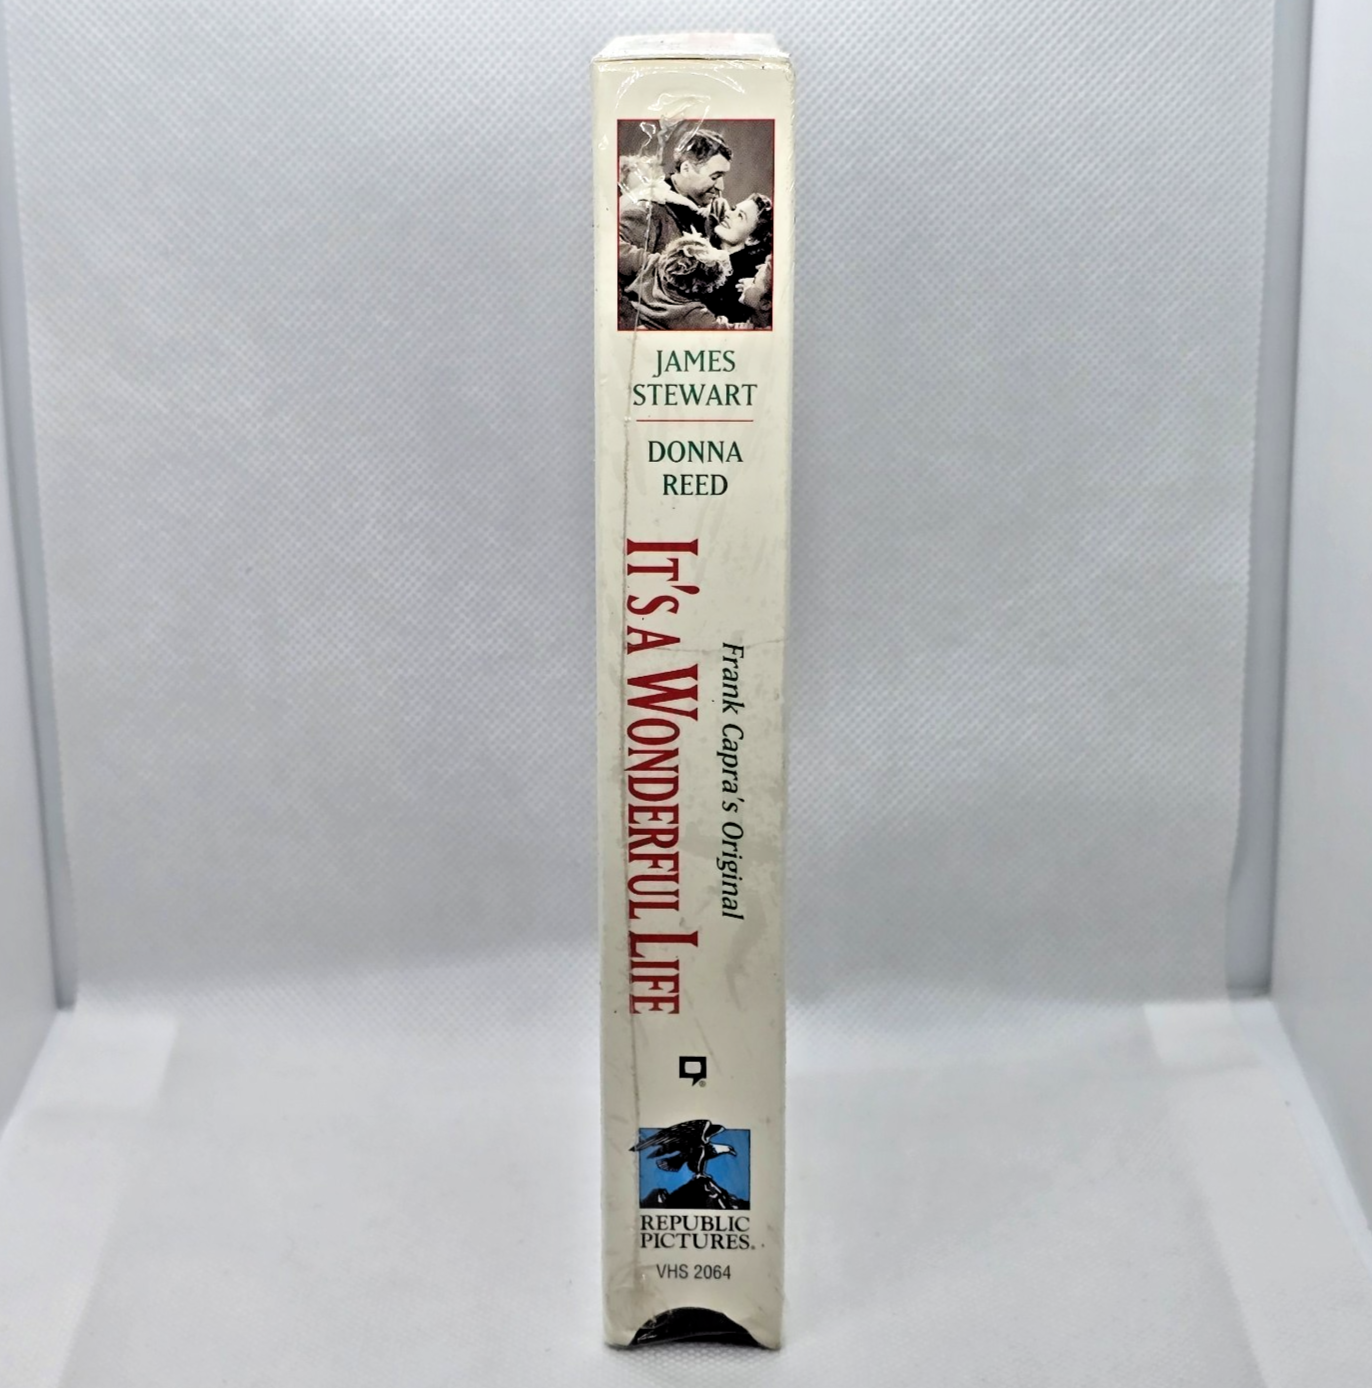 JAMES
STEWART
DONNA
REED
Frank Capra's Original
IT'S A WONDERFUL LIFE
®
REPUBLIC
PICTURES®
VHS 2064